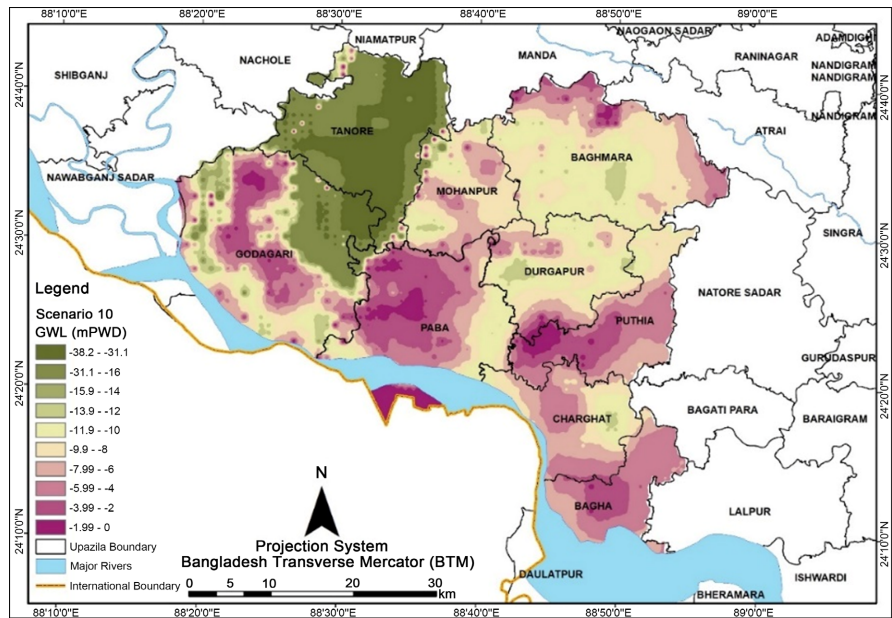 88°10'0"E 88°20'0"E 88°30'0"E 88°40'0"E 88°50'0"E 89°0'0"E
NIAMATPUR
NAOGAON SADAR
ADAMDIGHI
NACHOLE
MANDA
RANINAGAR
NANDIGRAM
SHIBGANJ
NANDIGRAM
24°40'0"N
24°40'0"N
NANDIGRAM
TANORE
ATRAI
BAGHMARA
NAWABGANJ SADAR
MOHANPUR
24°30'0"N
24°30'0"N
SINGRA
GODAGARI
DURGAPUR
NATORE SADAR
PABA
PUTHIA
GURUDASPUR
24°20'0"N
24°20'0"N
CHARGHAT
BAGATI PARA
BARAIGRAM
BAGHA
LALPUR
24°10'0"N
24°10'0"N
DAULATPUR
ISHWARDI
BHERAMARA
Legend
Scenario 10
GWL (mPWD)
-38.2 - -31.1
-31.1 - -16
-15.9 - -14
-13.9 - -12
-11.9 - -10
-9.9 - -8
-7.99 - -6
-5.99 - -4
-3.99 - -2
-1.99 - 0
Upazila Boundary
Major Rivers
International Boundary
N
Projection System
Bangladesh Transverse Mercator (BTM)
0 5 10 20 30
km
88°10'0"E 88°20'0"E 88°30'0"E 88°40'0"E 88°50'0"E 89°0'0"E